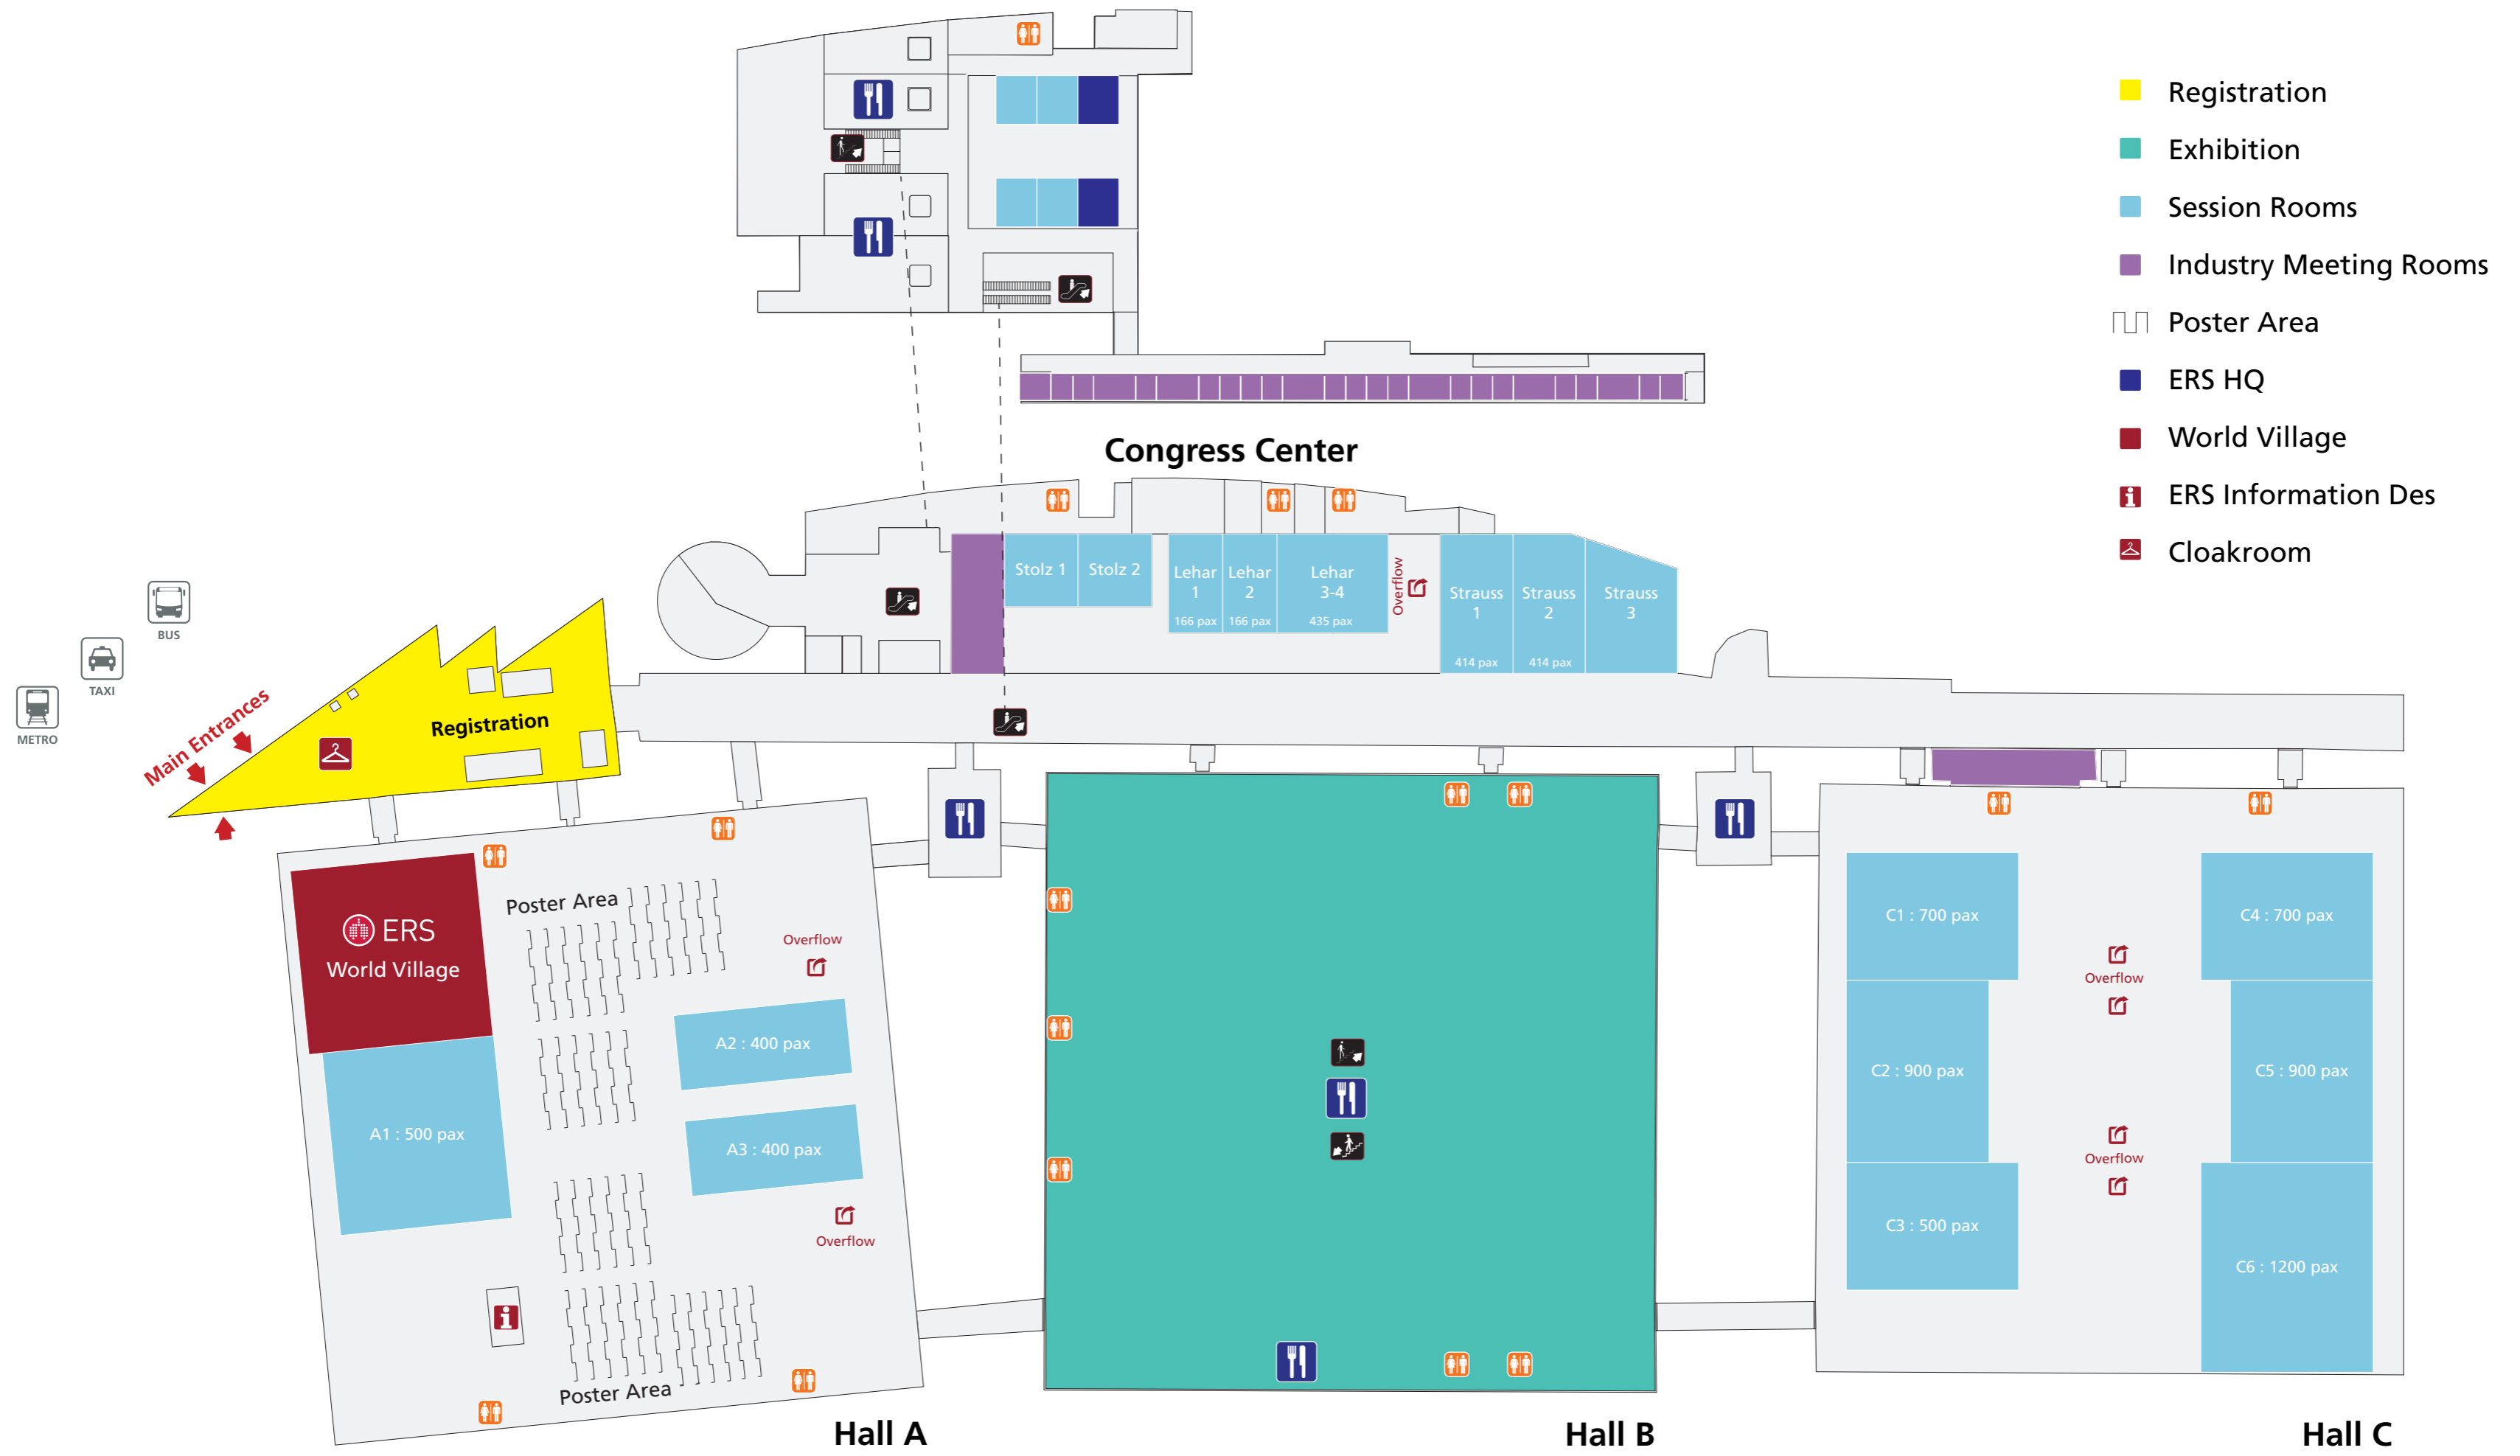 Registration
Exhibition
Session Rooms
Industry Meeting Rooms
Poster Area
ERS HQ
World Village
ERS Information Des
Cloakroom
Congress Center
Stolz 1
Stolz 2
Lehar
1
166 pax
Lehar
2
166 pax
Lehar
3-4
435 pax
Overflow
Strauss
1
414 pax
Strauss
2
414 pax
Strauss
3
BUS
TAXI
METRO
Main Entrances
Registration
ERS
World Village
Poster Area
Overflow
A1 : 500 pax
A2 : 400 pax
A3 : 400 pax
Overflow
Poster Area
C1 : 700 pax
C4 : 700 pax
Overflow
C2 : 900 pax
C5 : 900 pax
Overflow
C3 : 500 pax
C6 : 1200 pax
Hall A
Hall B
Hall C